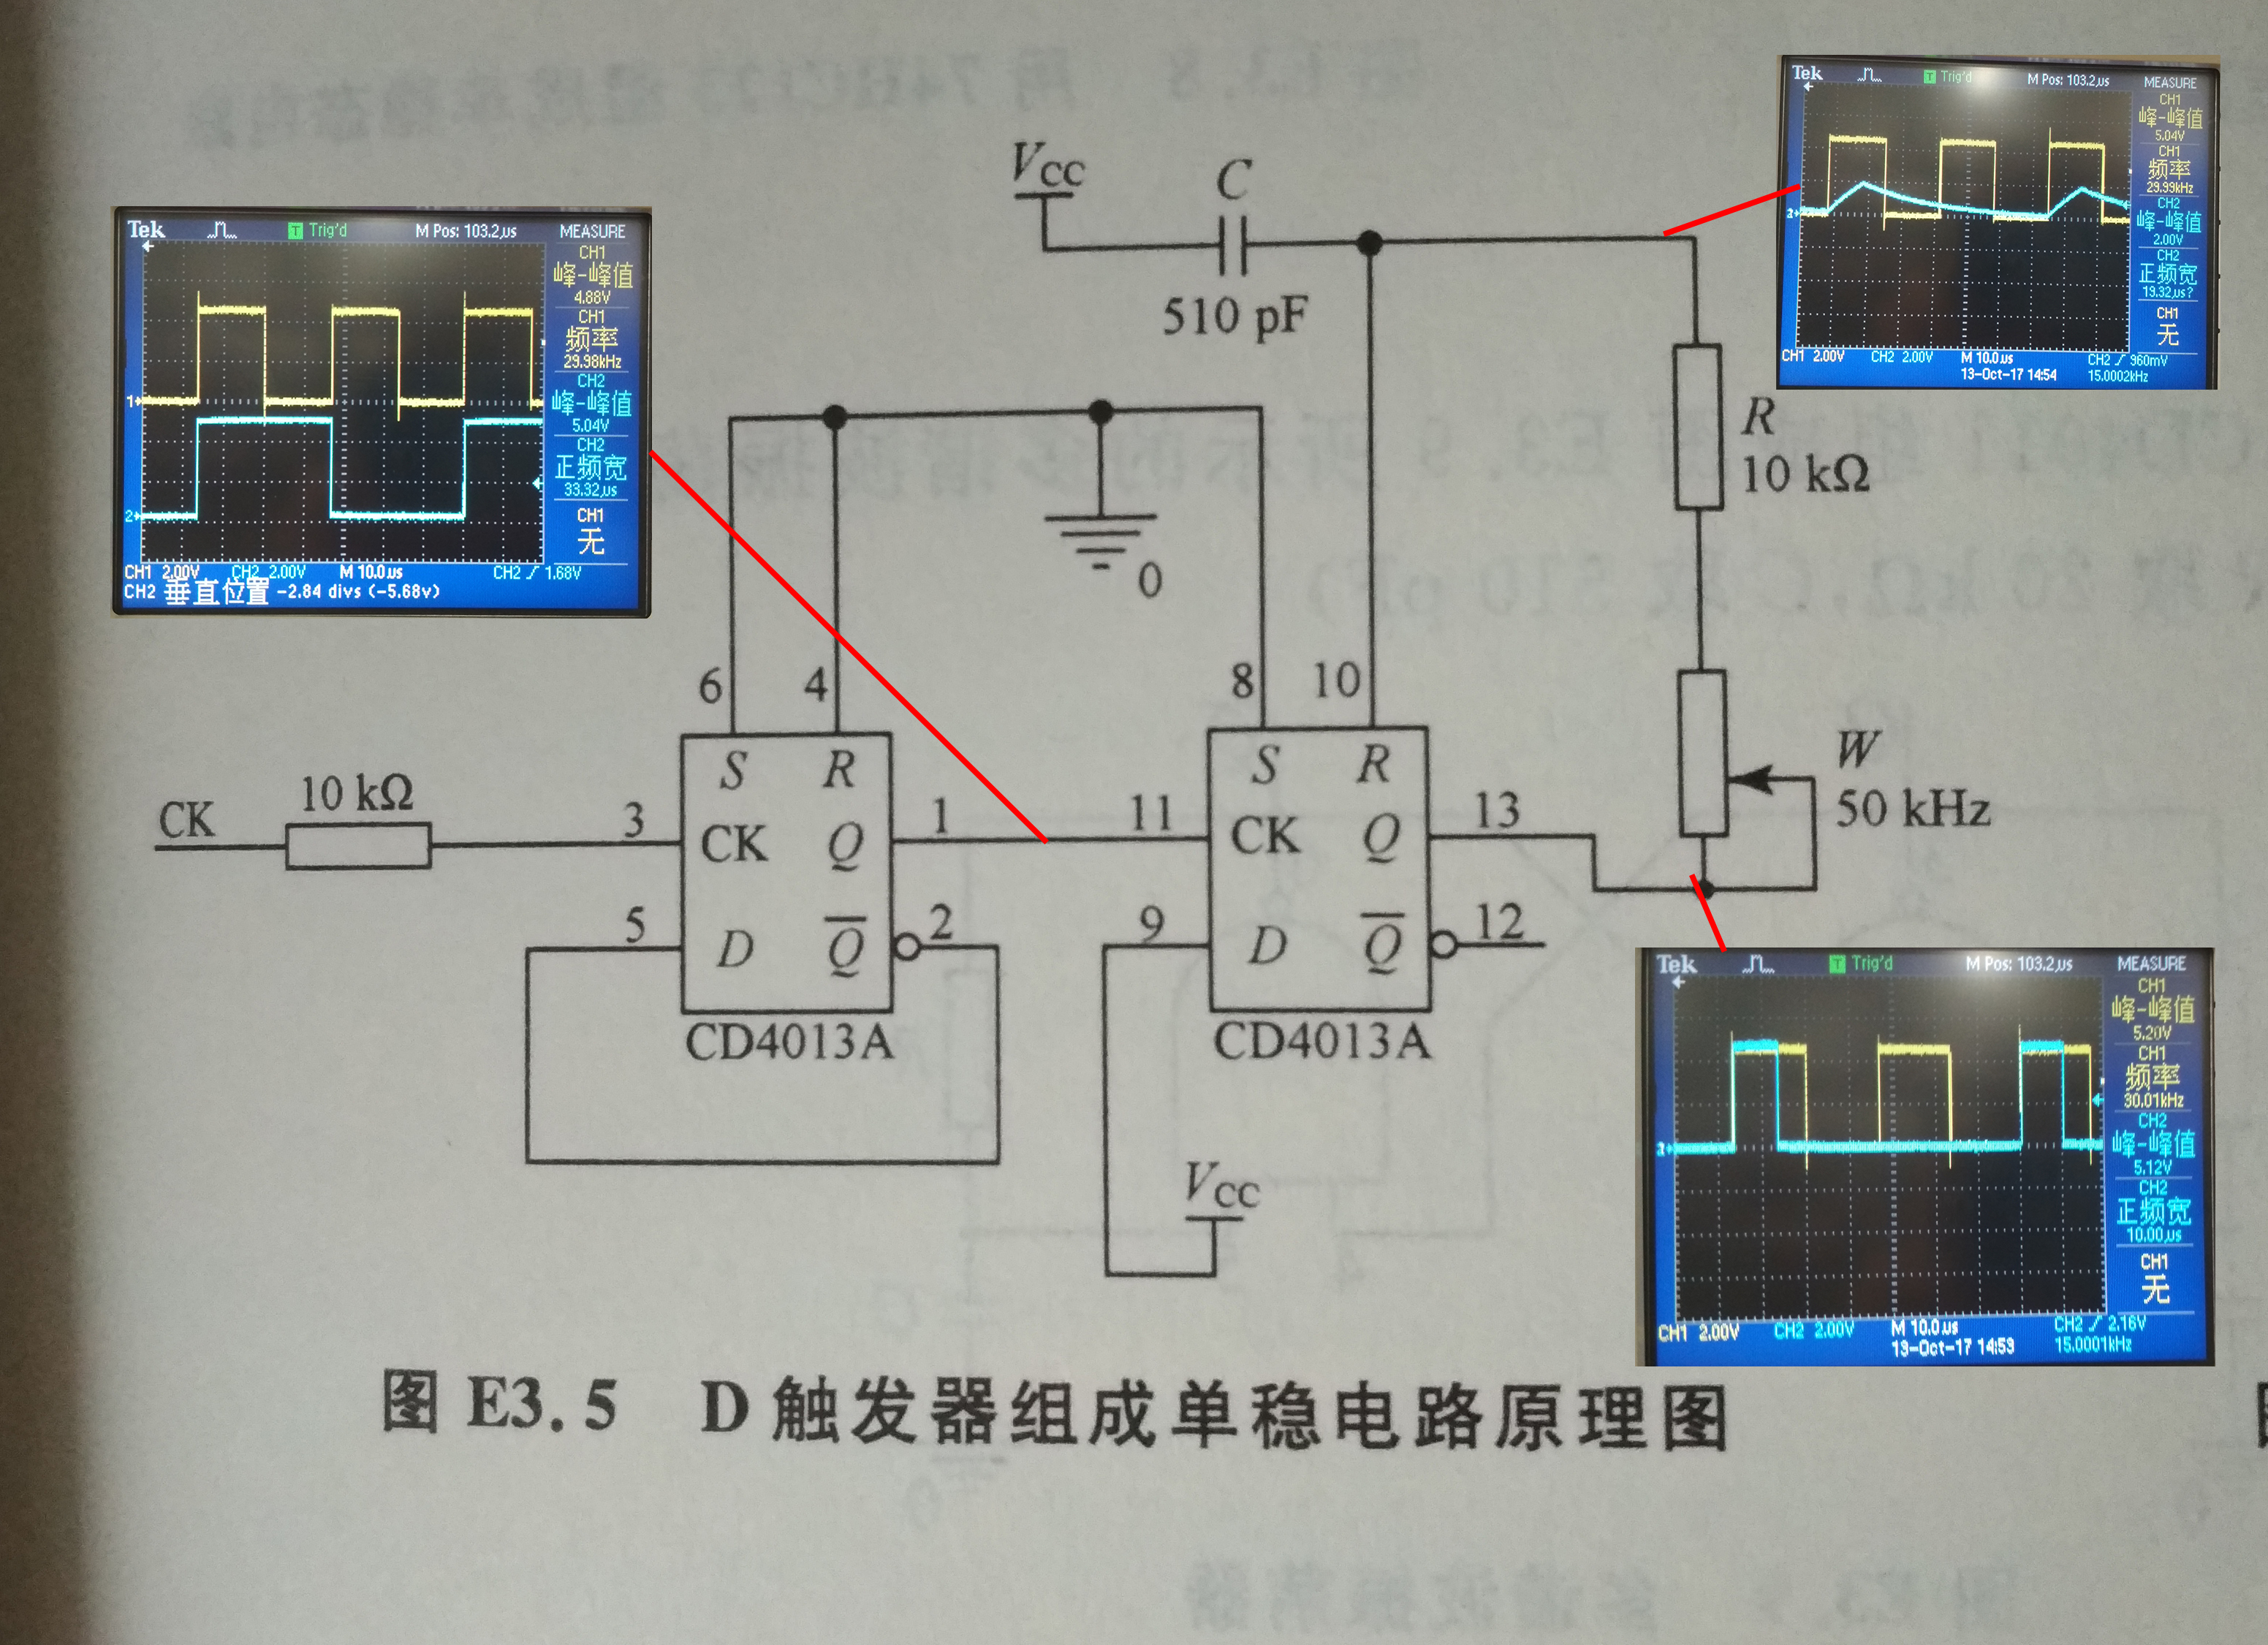 Tek
T Trig'd
M Pos: 103.2µs
MEASURE
CH1
峰-峰值
4.88V
CH1
频率
29.98kHz
CH2
峰-峰值
5.04V
CH2
正频宽
33.32µs
CH1
无
1
2
CH1 2.00V
CH2 2.00V
M 10.0µs
CH2 1.68V
CH2 垂直位置 -2.84 divs (-5.68v)
Tek
T Trig'd
M Pos: 103.2µs
MEASURE
CH1
峰-峰值
5.04V
CH1
频率
29.99kHz
CH2
峰-峰值
2.00V
CH2
正频宽
19.32µs?
CH1
无
2
CH1 2.00V
CH2 2.00V
M 10.0µs
CH2 960mV
13-Oct-17 14:54
15.0002kHz
VCC
C
510 pF
R
10 kΩ
0
6
4
8
10
W
50 kHz
CK
10 kΩ
3
S
R
CK
Q
1
11
S
R
CK
Q
13
5
D
Q̅
2
9
D
Q̅
12
CD4013A
CD4013A
VCC
Tek
T Trig'd
M Pos: 103.2µs
MEASURE
CH1
峰-峰值
5.20V
CH1
频率
30.01kHz
CH2
峰-峰值
5.12V
CH2
正频宽
10.00µs
CH1
无
2
CH1 2.00V
CH2 2.00V
M 10.0µs
CH2 2.16V
13-Oct-17 14:53
15.0001kHz
图 E3.5 D触发器组成单稳电路原理图